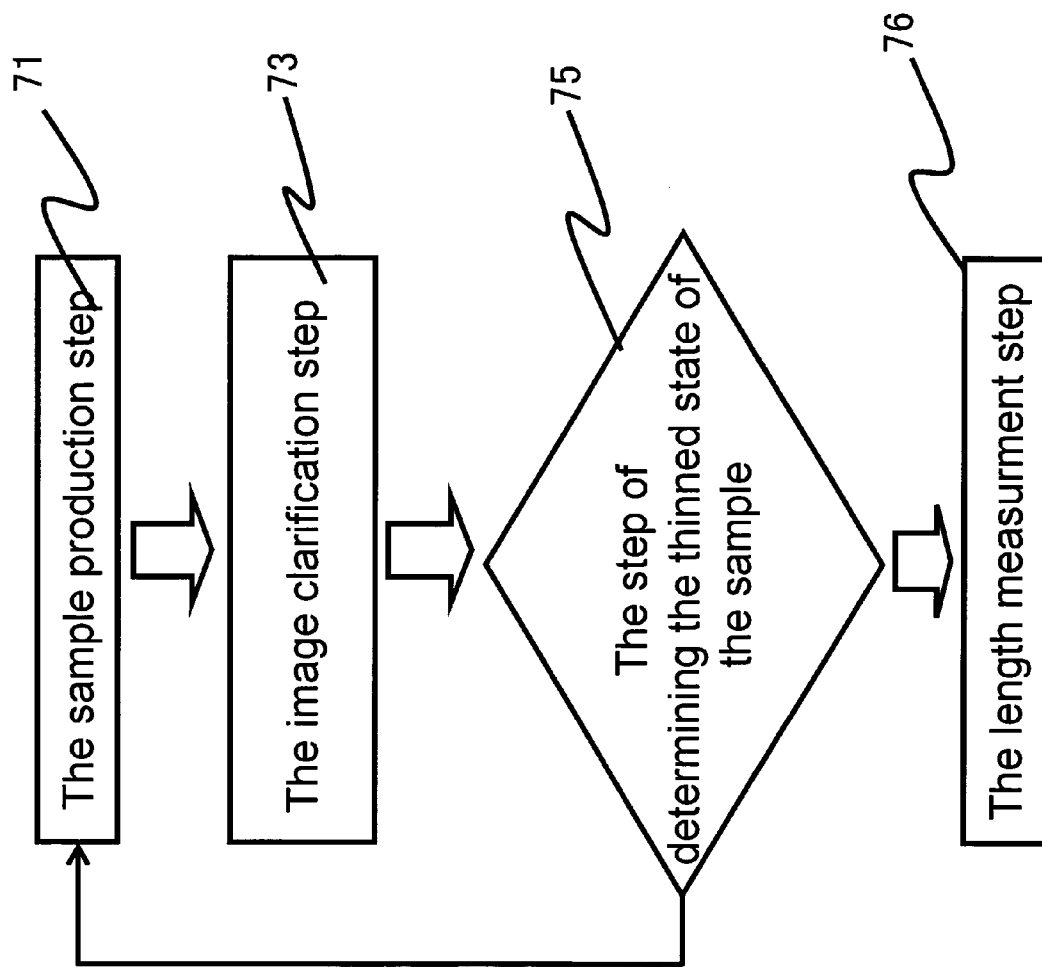 The sample production step
71
The image clarification step
73
The step of
determining the thinned state of
the sample
75
The length measurment step
76